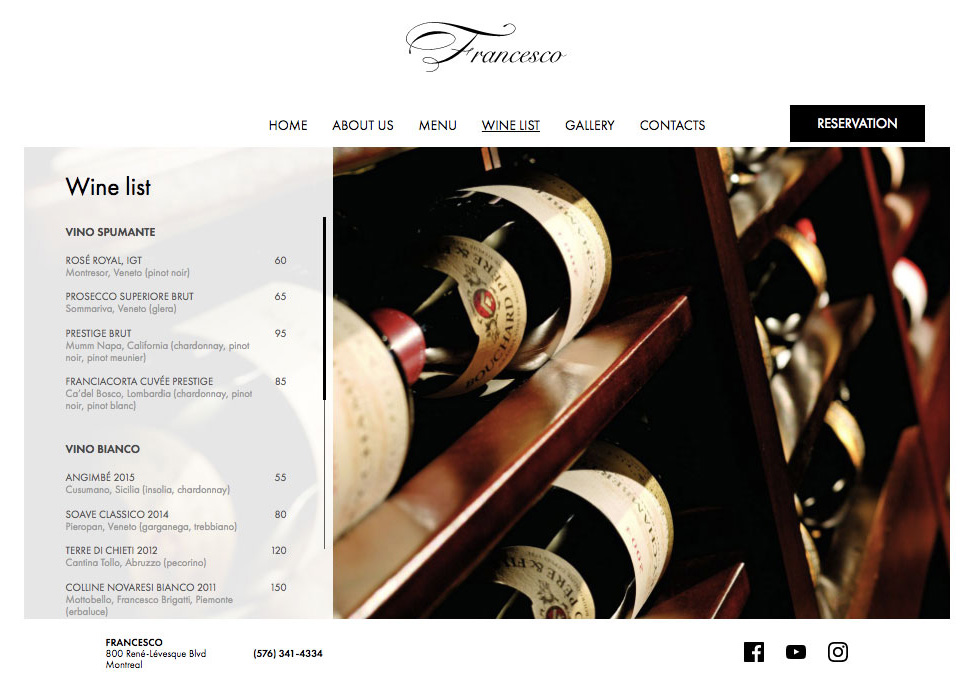 Francesco
HOME ABOUT US MENU WINE LIST GALLERY CONTACTS RESERVATION
Wine list
VINO SPUMANTE
ROSÉ ROYAL, IGT 60
Montresor, Veneto (pinot noir)
PROSECCO SUPERIORE BRUT 65
Sommariva, Veneto (glera)
PRESTIGE BRUT 95
Mumm Napa, California (chardonnay, pinot
noir, pinot meunier)
FRANCIACORTA CUVÉE PRESTIGE 85
Ca'del Bosco, Lombardia (chardonnay, pinot
noir, pinot blanc)
VINO BIANCO
ANGIMBÉ 2015 55
Cusumano, Sicilia (insolia, chardonnay)
SOAVE CLASSICO 2014 80
Pieropan, Veneto (garganega, trebbiano)
TERRE DI CHIETI 2012 120
Cantina Tollo, Abruzzo (pecorino)
COLLINE NOVARESI BIANCO 2011 150
Mottobello, Francesco Brigatti, Piemonte
(erbaluce)
BOUCHARD PERE & FI
PERE & FI
FRANCESCO
800 René-Lévesque Blvd
Montreal
(576) 341-4334